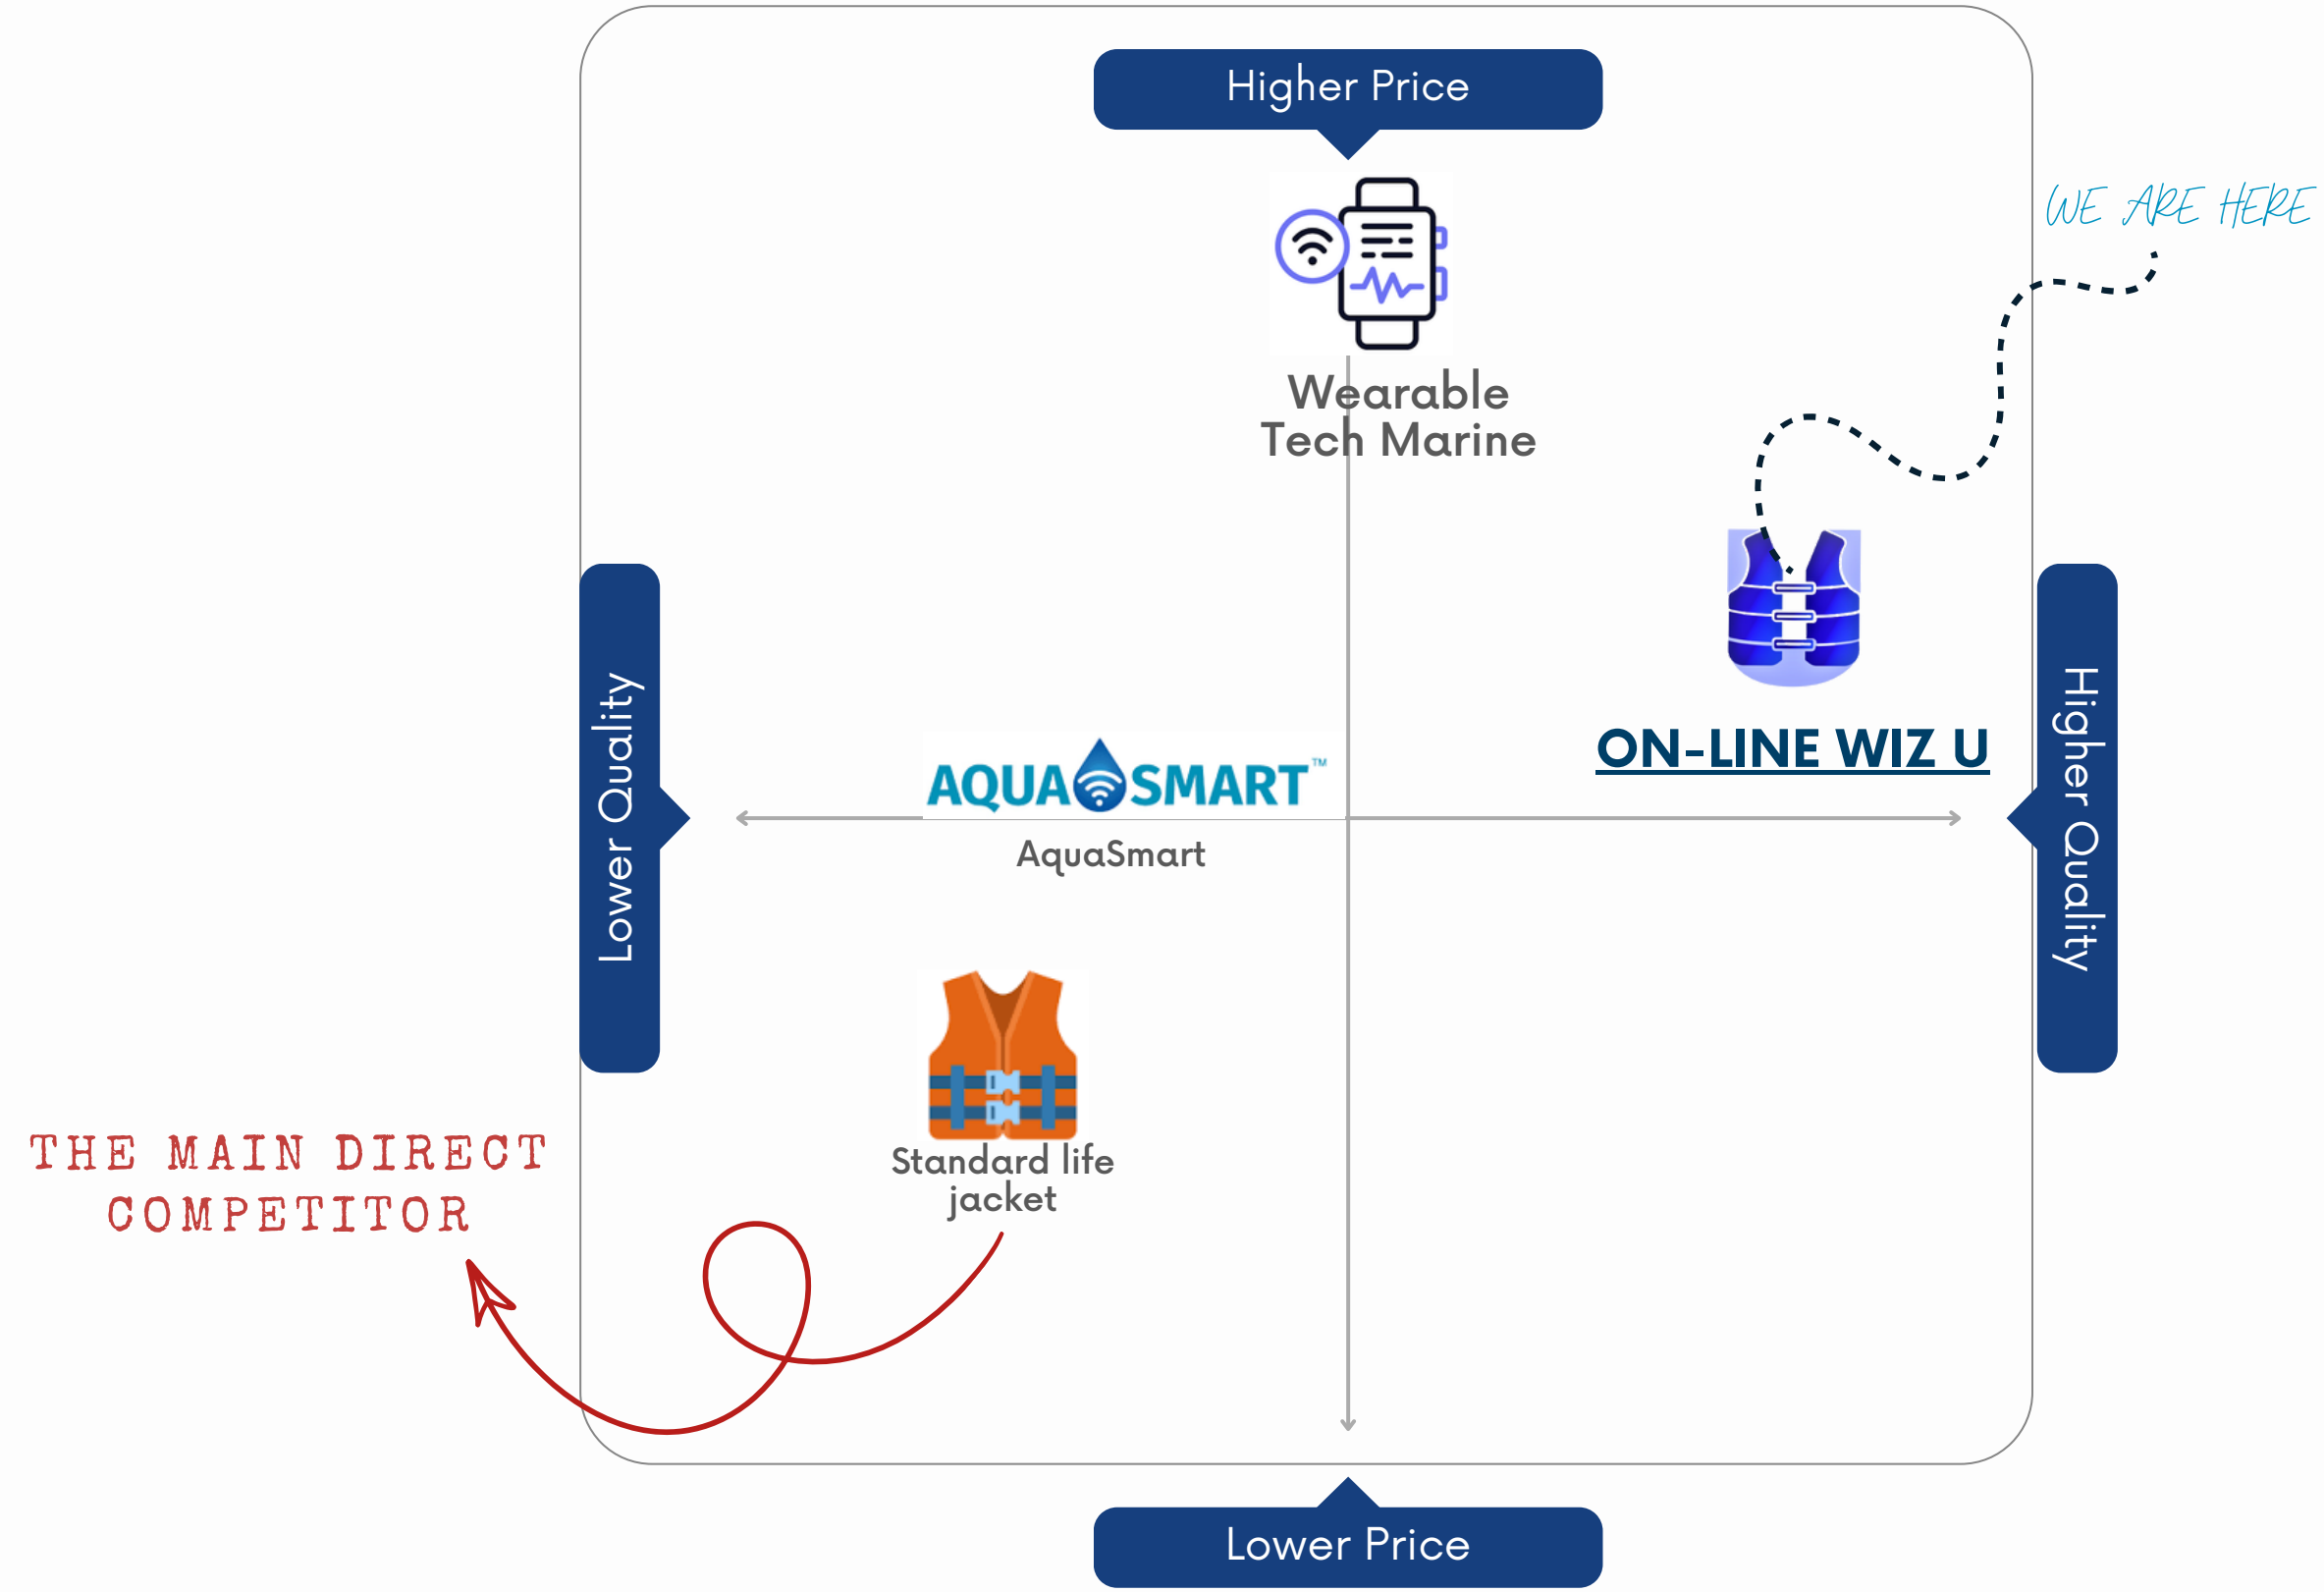 Higher Price
WE ARE HERE
Wearable
Tech Marine
Lower Quality
Higher Quality
ON-LINE WIZ U
AQUA SMART™
AquaSmart
Standard life
jacket
THE MAIN DIRECT
COMPETITOR
Lower Price